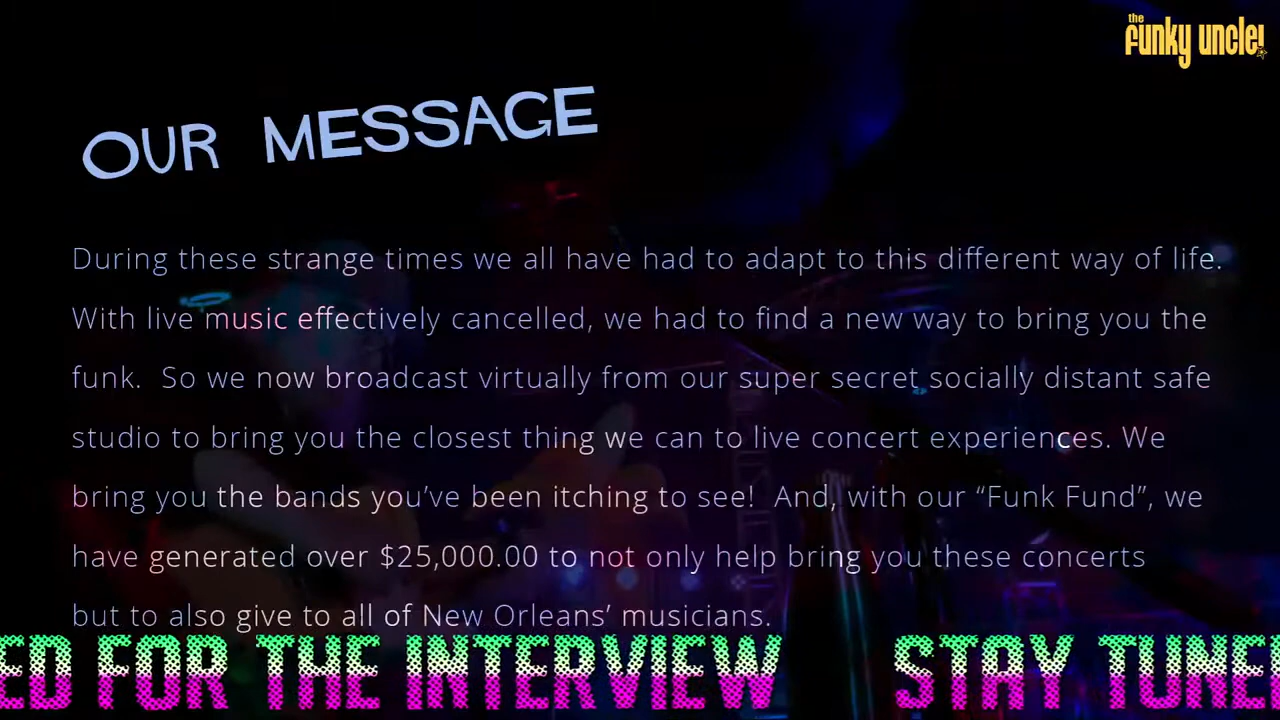 the
funky uncle!
OUR MESSAGE
During these strange times we all have had to adapt to this different way of life.
With live music effectively cancelled, we had to find a new way to bring you the
funk.  So we now broadcast virtually from our super secret socially distant safe
studio to bring you the closest thing we can to live concert experiences. We
bring you the bands you’ve been itching to see!  And, with our “Funk Fund”, we
have generated over $25,000.00 to not only help bring you these concerts
but to also give to all of New Orleans’ musicians.
ED FOR THE INTERVIEW STAY TUNE